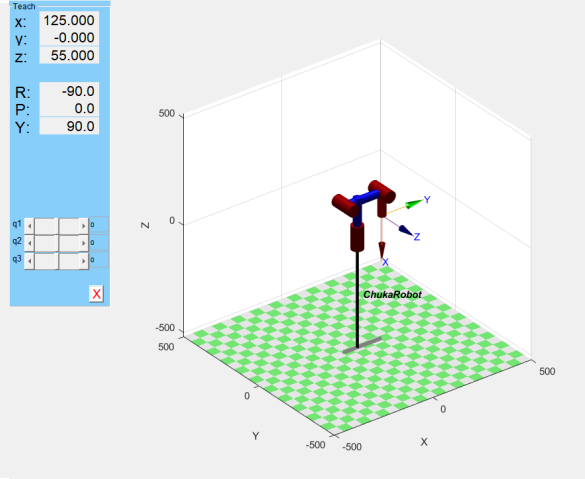 Teach
x: 125.000
y: -0.000
z: 55.000
R: -90.0
P: 0.0
Y: 90.0
q1 0
q2 0
q3 0
X
500
0
-500
Z
Y
Z
X
ChukaRobot
500
0
-500
Y
-500
0
500
X